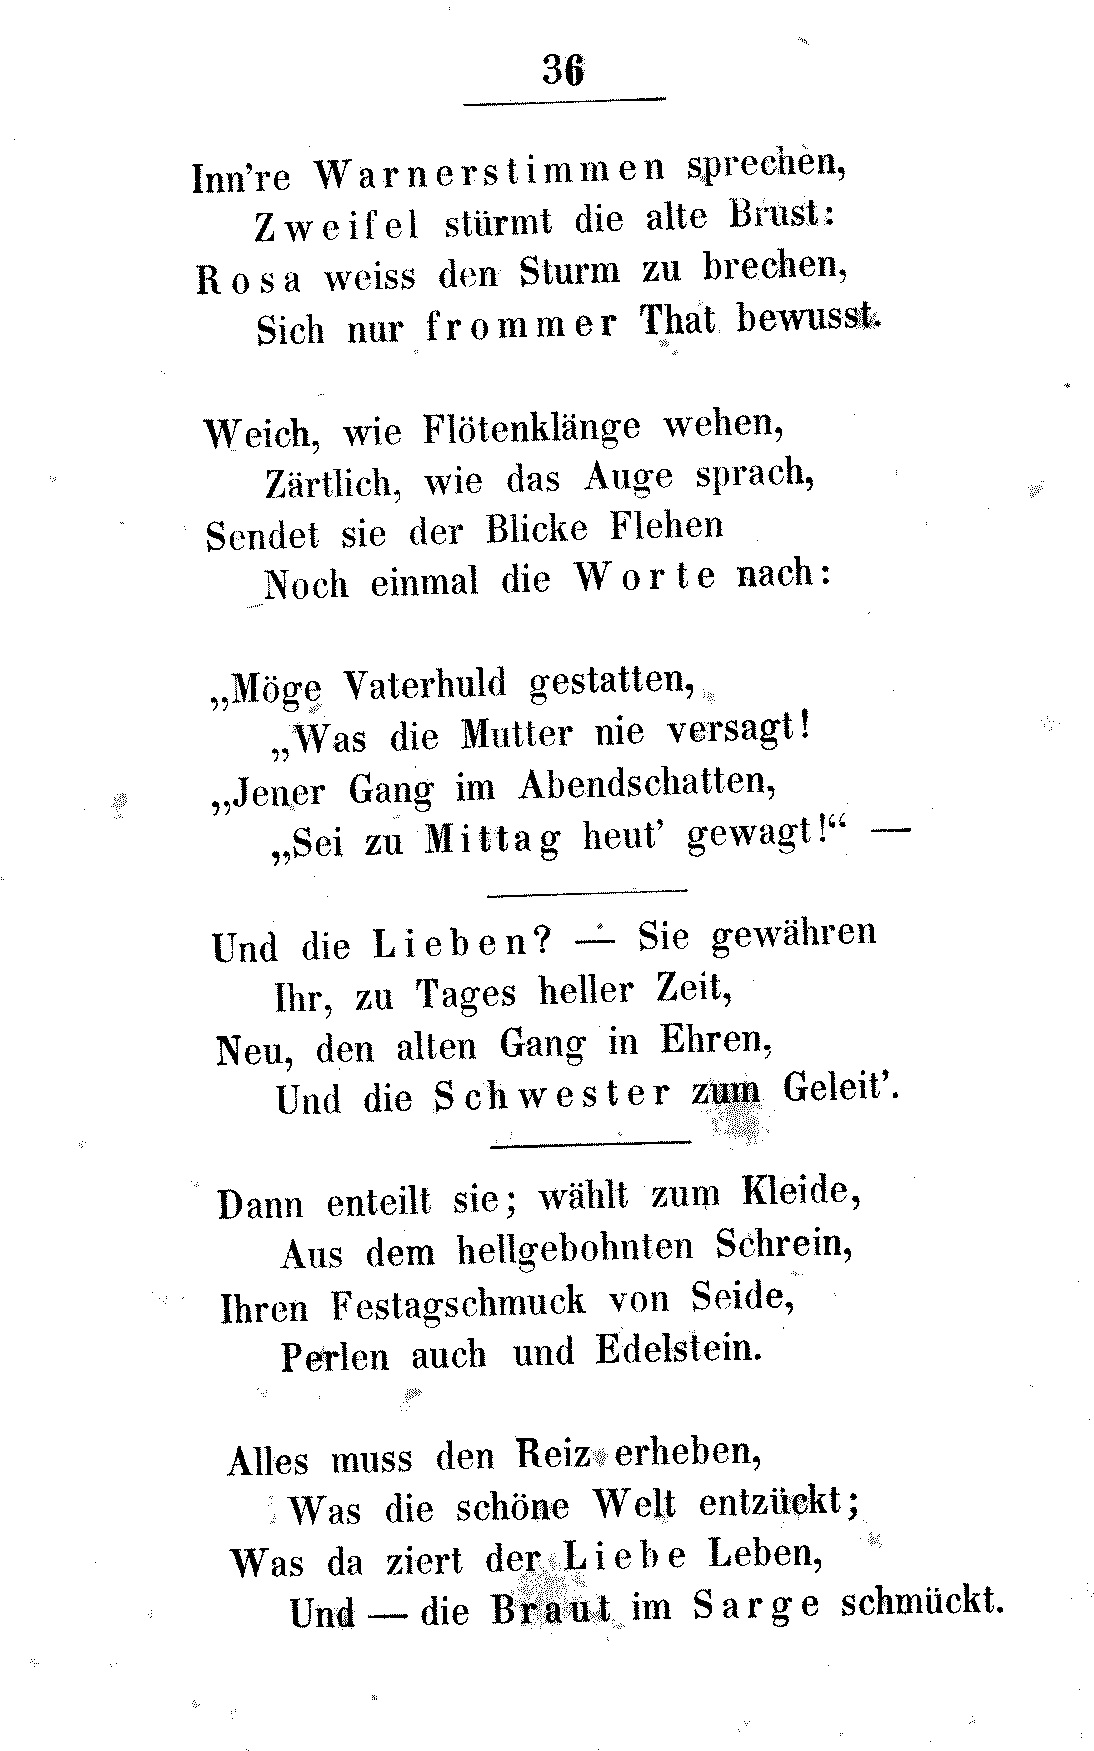 36
Inn're Warnerstimmen sprechen,
Zweifel stürmt die alte Brust:
Rosa weiss den Sturm zu brechen,
Sich nur frommer That bewusst.
Weich, wie Flötenklänge wehen,
Zärtlich, wie das Auge sprach,
Sendet sie der Blicke Flehen
Noch einmal die Worte nach:
„Möge Vaterhuld gestatten,
„Was die Mutter nie versagt!
„Jener Gang im Abendschatten,
„Sei zu Mittag heut' gewagt!“ —
Und die Lieben? — Sie gewähren
Ihr, zu Tages heller Zeit,
Neu, den alten Gang in Ehren,
Und die Schwester zum Geleit'.
Dann enteilt sie; wählt zum Kleide,
Aus dem hellgebohnten Schrein,
Ihren Festagschmuck von Seide,
Perlen auch und Edelstein.
Alles muss den Reiz erheben,
Was die schöne Welt entzückt;
Was da ziert der Liebe Leben,
Und — die Braut im Sarge schmückt.